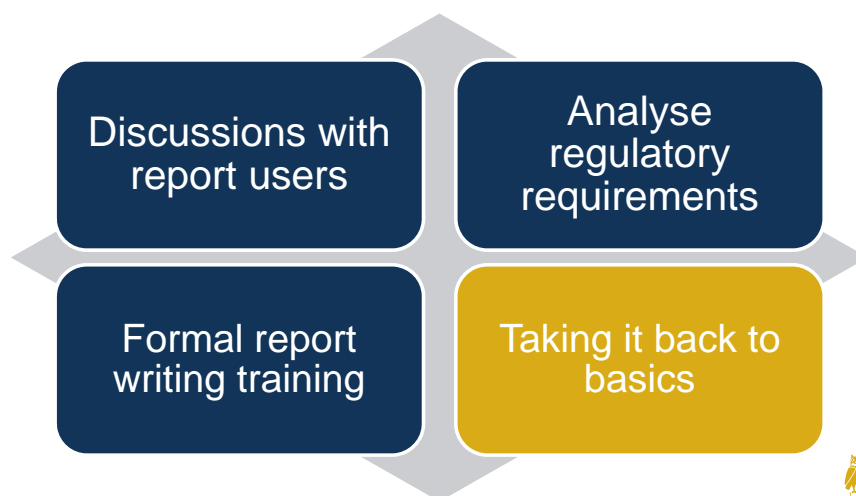 Discussions with
report users
Analyse
regulatory
requirements
Formal report
writing training
Taking it back to
basics